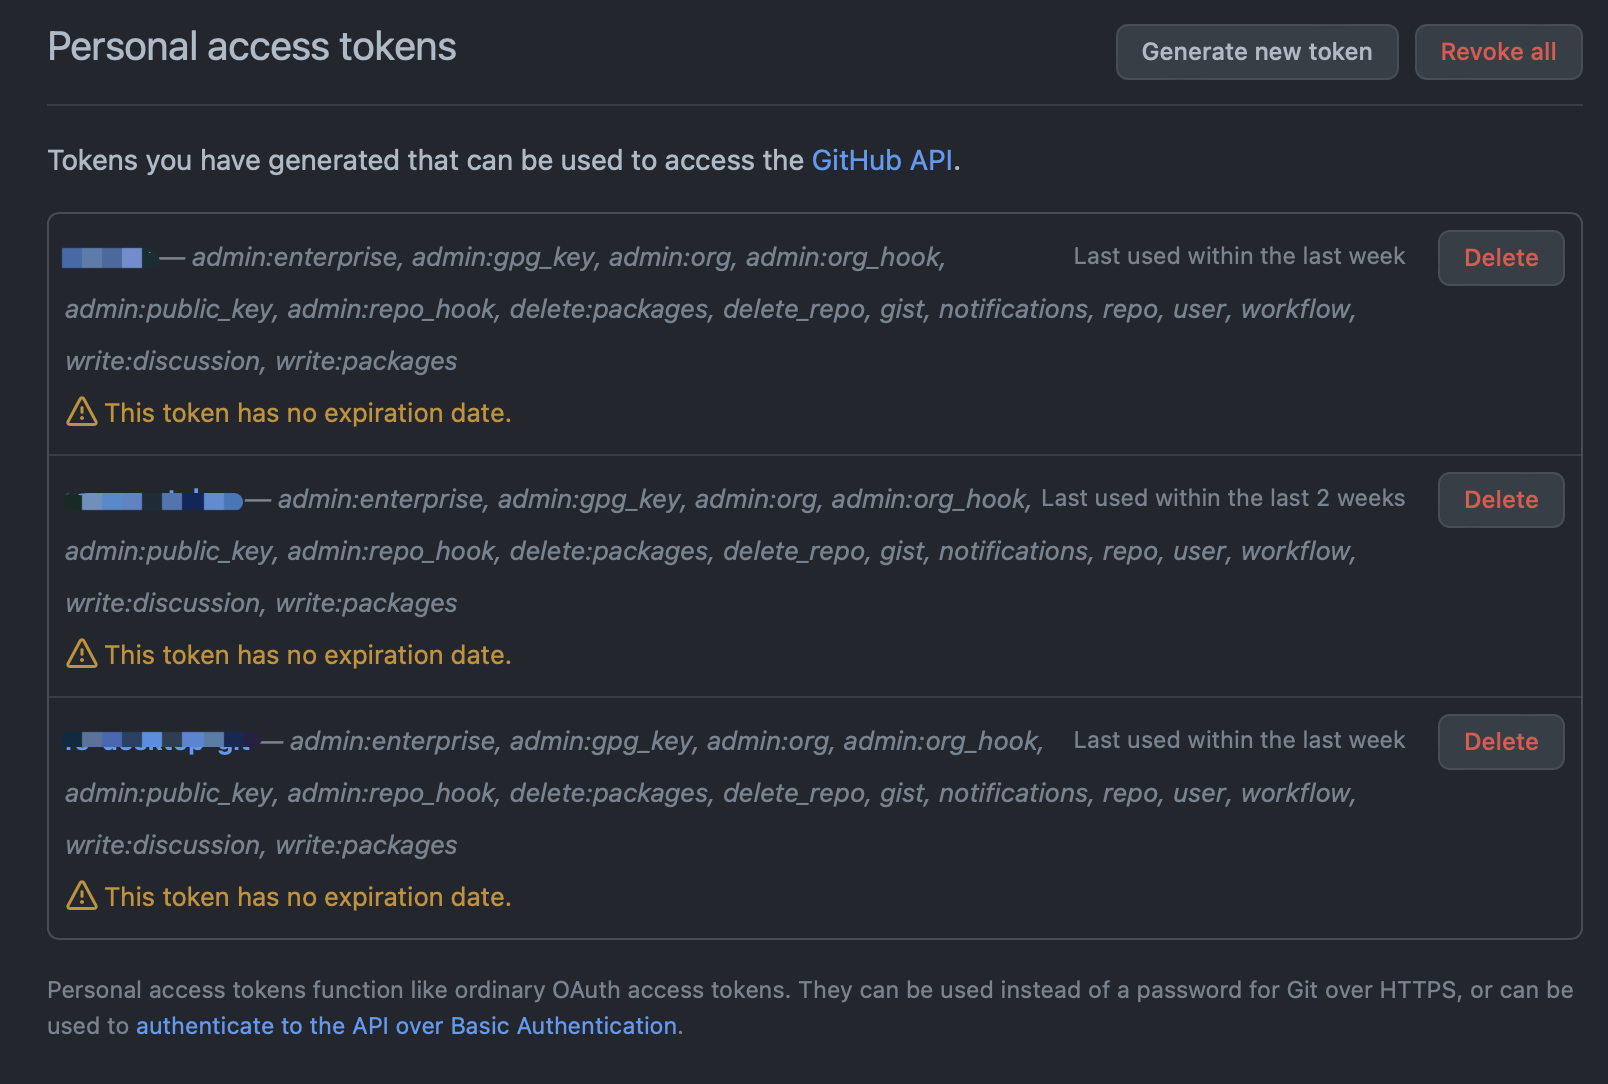 Personal access tokens
Generate new token
Revoke all
Tokens you have generated that can be used to access the GitHub API.
— admin:enterprise, admin:gpg_key, admin:org, admin:org_hook,
Last used within the last week
Delete
admin:public_key, admin:repo_hook, delete:packages, delete_repo, gist, notifications, repo, user, workflow,
write:discussion, write:packages
This token has no expiration date.
— admin:enterprise, admin:gpg_key, admin:org, admin:org_hook,
Last used within the last 2 weeks
Delete
admin:public_key, admin:repo_hook, delete:packages, delete_repo, gist, notifications, repo, user, workflow,
write:discussion, write:packages
This token has no expiration date.
— admin:enterprise, admin:gpg_key, admin:org, admin:org_hook,
Last used within the last week
Delete
admin:public_key, admin:repo_hook, delete:packages, delete_repo, gist, notifications, repo, user, workflow,
write:discussion, write:packages
This token has no expiration date.
Personal access tokens function like ordinary OAuth access tokens. They can be used instead of a password for Git over HTTPS, or can be
used to authenticate to the API over Basic Authentication.